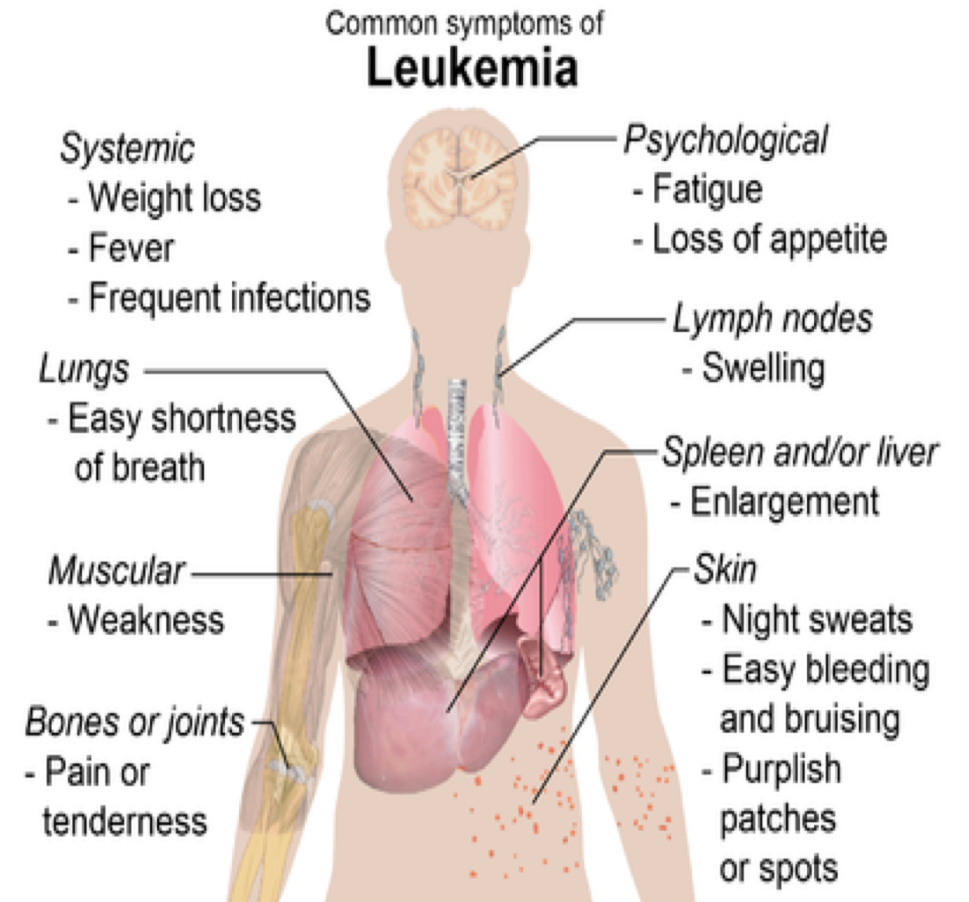 Common symptoms of
Leukemia
Systemic
- Weight loss
- Fever
- Frequent infections
Psychological
- Fatigue
- Loss of appetite
Lymph nodes
- Swelling
Lungs
- Easy shortness
of breath
Spleen and/or liver
- Enlargement
Muscular
- Weakness
Skin
- Night sweats
- Easy bleeding
and bruising
- Purplish
patches
or spots
Bones or joints
- Pain or
tenderness